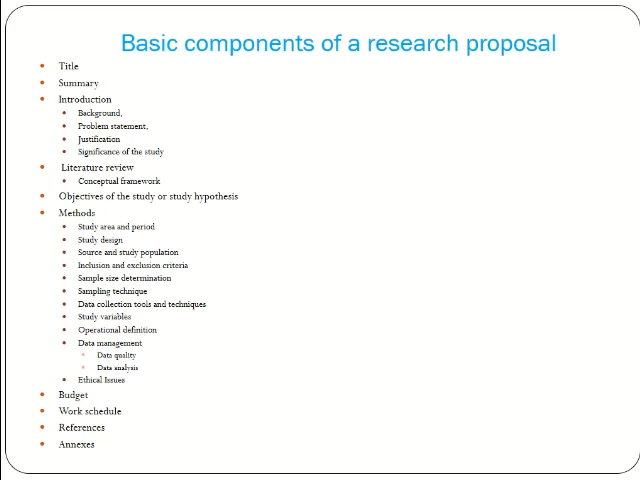 Basic components of a research proposal
Title
Summary
Introduction
Background,
Problem statement,
Justification
Significance of the study
Literature review
Conceptual framework
Objectives of the study or study hypothesis
Methods
Study area and period
Study design
Source and study population
Inclusion and exclusion criteria
Sample size determination
Sampling technique
Data collection tools and techniques
Study variables
Operational definition
Data management
Data quality
Data analysis
Ethical Issues
Budget
Work schedule
References
Annexes